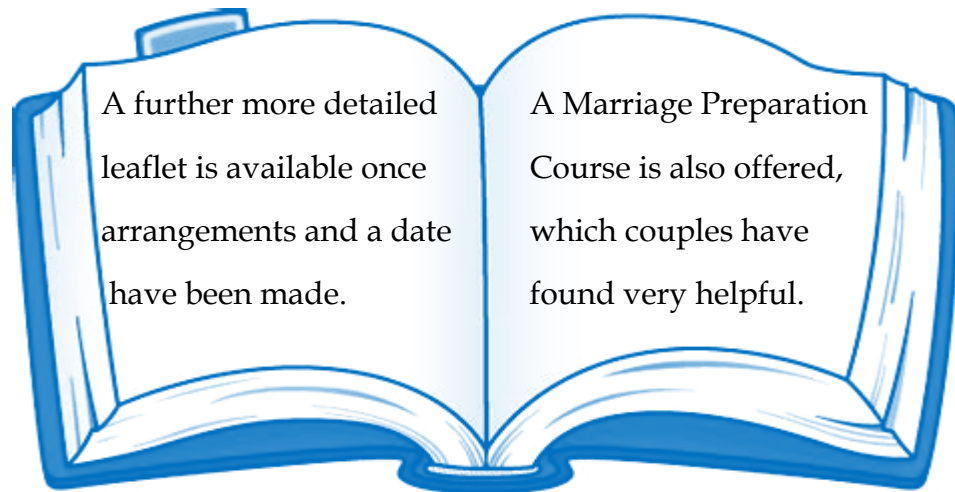 A further more detailed
leaflet is available once
arrangements and a date
have been made.
A Marriage Preparation
Course is also offered,
which couples have
found very helpful.